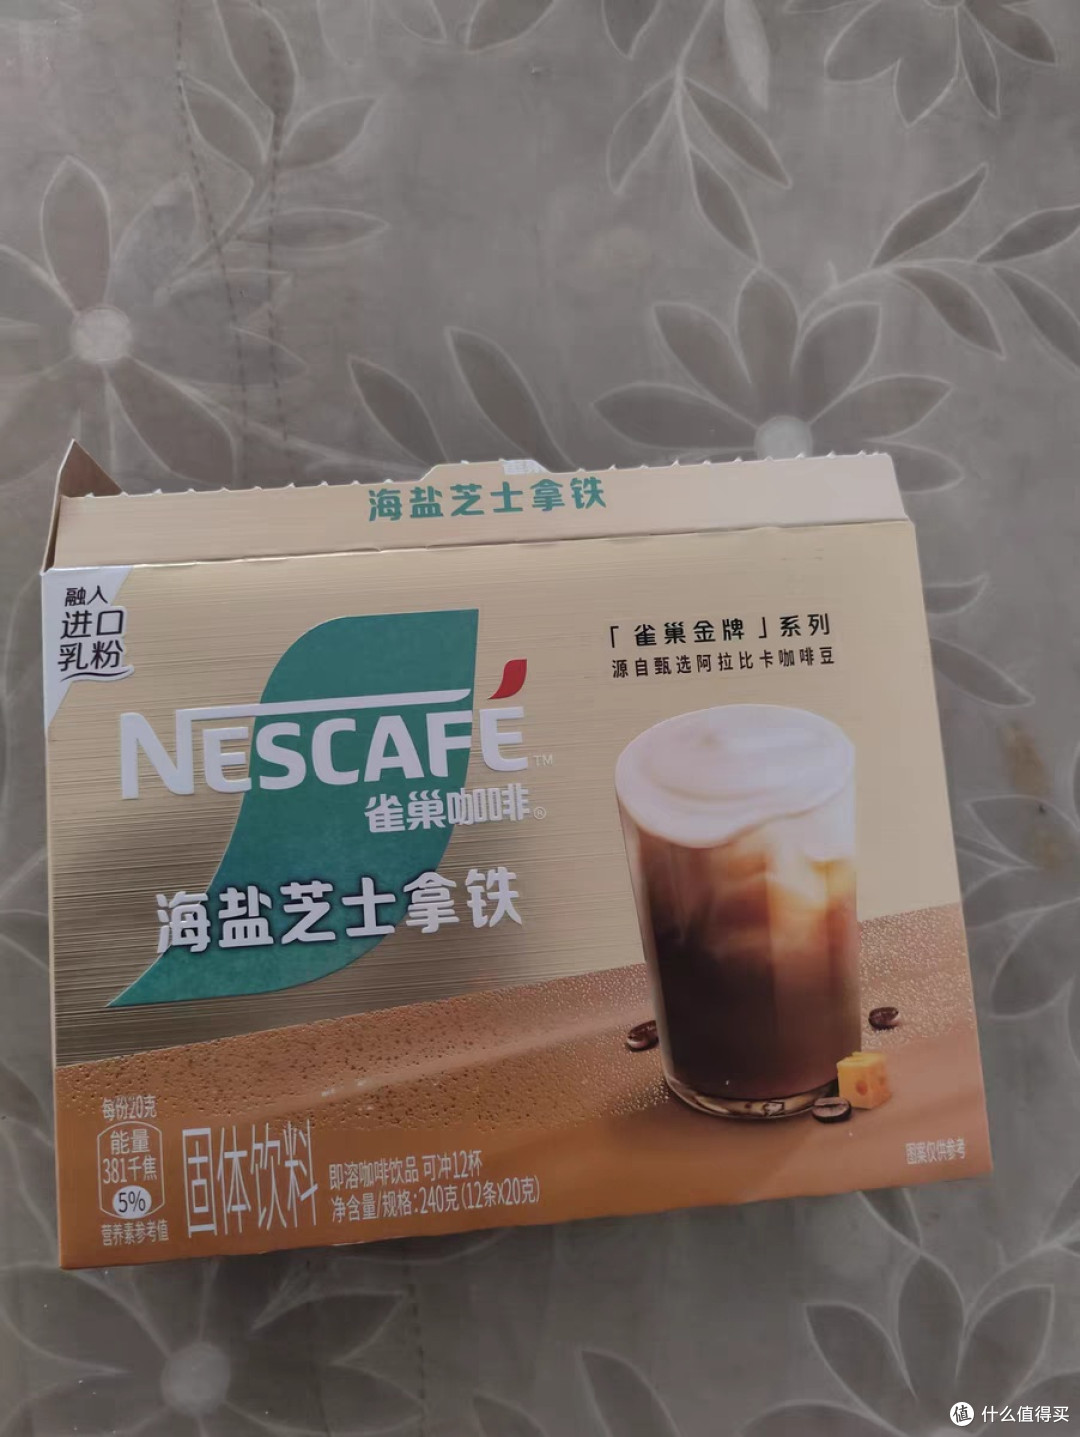 海盐芝士拿铁
融入
进口
乳粉
「雀巢金牌」系列
源自甄选阿拉比卡咖啡豆
NESCAFÉ™
雀巢咖啡®
海盐芝士拿铁
每份20克
能量
381千焦
5%
营养素参考值
固体饮料
即溶咖啡饮品 可冲12杯
净含量/规格:240克(12条X20克)
图案仅供参考
值 什么值得买